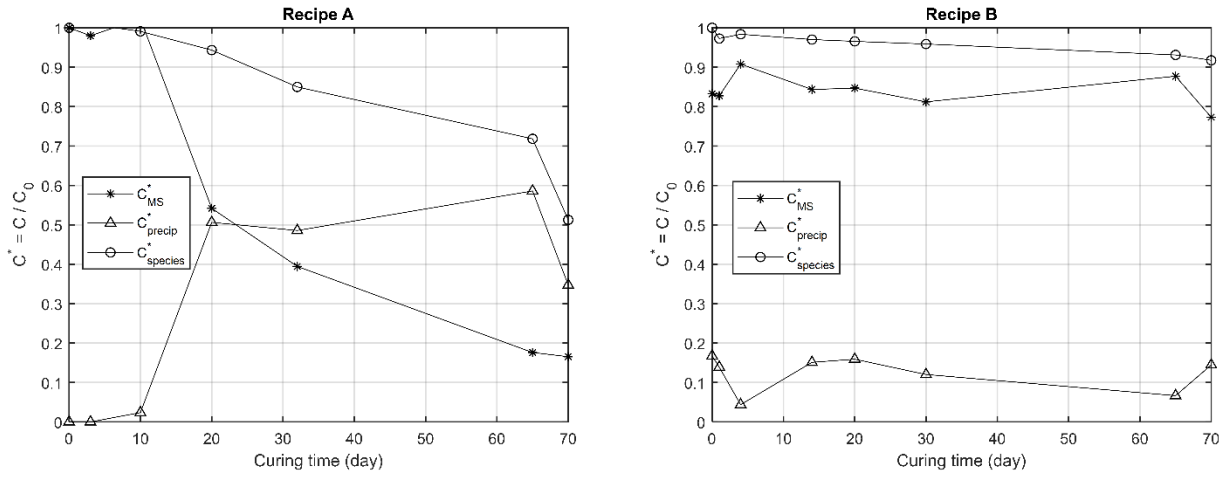 Recipe A
1
0.9
0.8
0.7
0.6
0.5
0.4
0.3
0.2
0.1
0
C* = C / C0
C*MS
C*precip
C*species
0 10 20 30 40 50 60 70
Curing time (day)
Recipe B
1
0.9
0.8
0.7
0.6
0.5
0.4
0.3
0.2
0.1
0
C* = C / C0
C*MS
C*precip
C*species
0 10 20 30 40 50 60 70
Curing time (day)